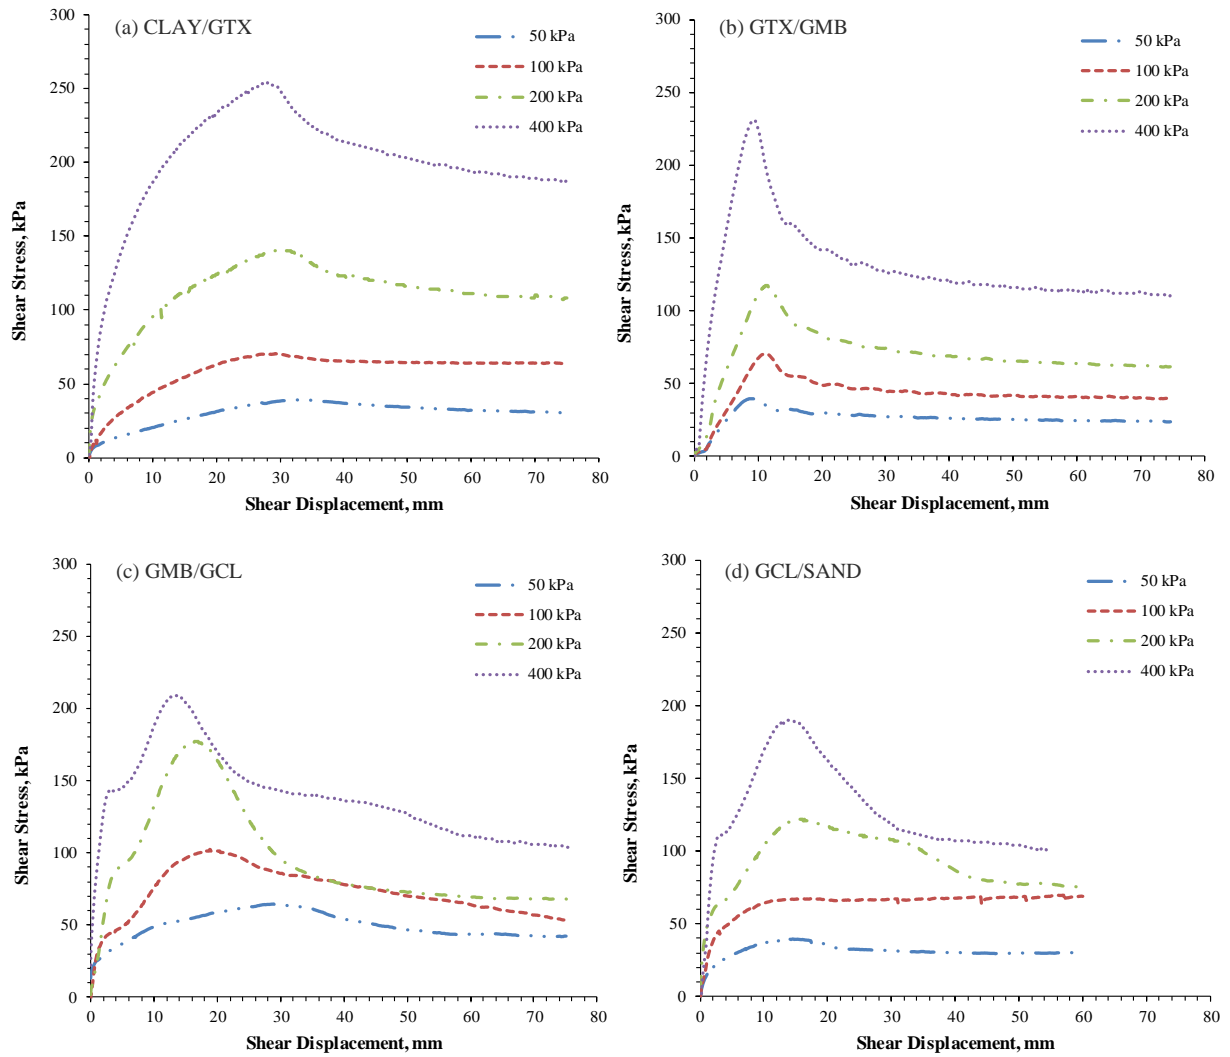 (a) CLAY/GTX
50 kPa
100 kPa
200 kPa
400 kPa
300
250
200
150
100
50
0
0 10 20 30 40 50 60 70 80
Shear Stress, kPa
Shear Displacement, mm
(b) GTX/GMB
50 kPa
100 kPa
200 kPa
400 kPa
300
250
200
150
100
50
0
0 10 20 30 40 50 60 70 80
Shear Stress, kPa
Shear Displacement, mm
(c) GMB/GCL
50 kPa
100 kPa
200 kPa
400 kPa
300
250
200
150
100
50
0
0 10 20 30 40 50 60 70 80
Shear Stress, kPa
Shear Displacement, mm
(d) GCL/SAND
50 kPa
100 kPa
200 kPa
400 kPa
300
250
200
150
100
50
0
0 10 20 30 40 50 60 70 80
Shear Stress, kPa
Shear Displacement, mm